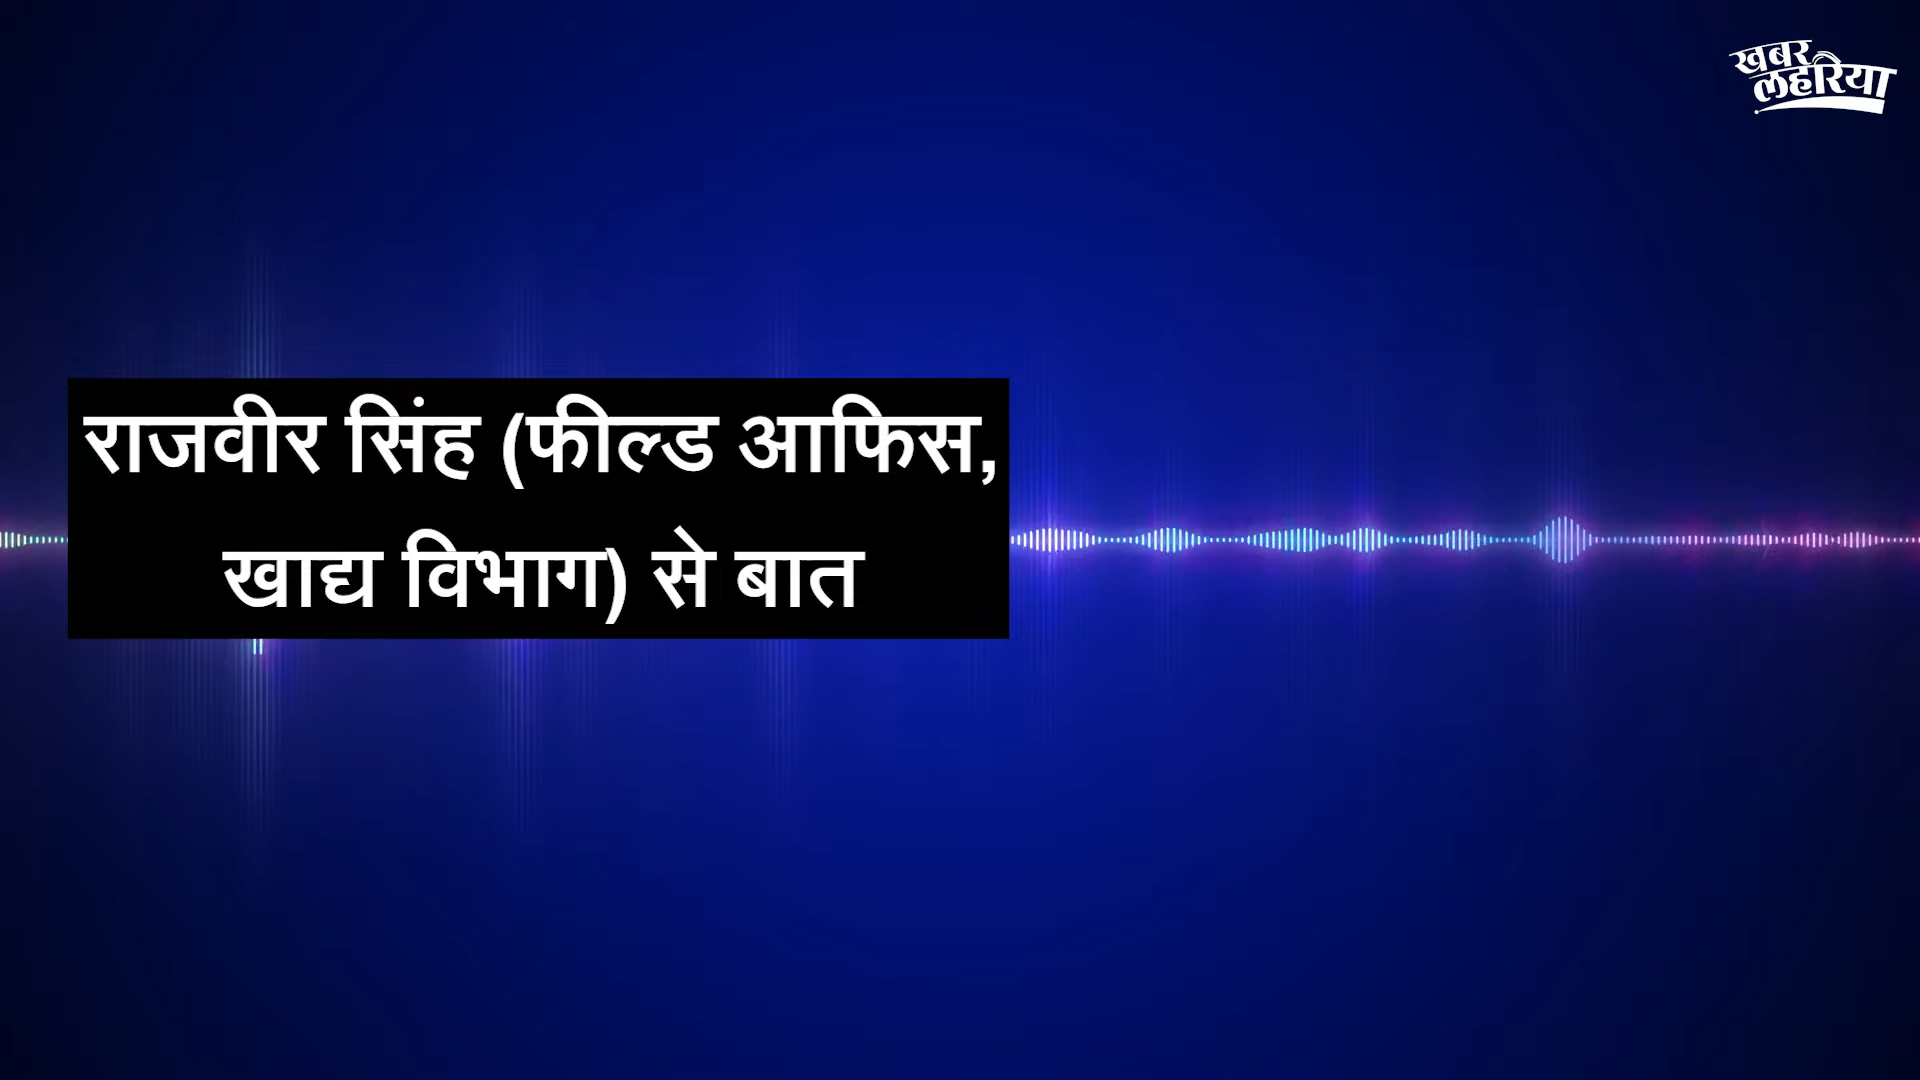 खबर
लहरिया
राजवीर सिंह (फील्ड आफिस,
खाद्य विभाग) से बात